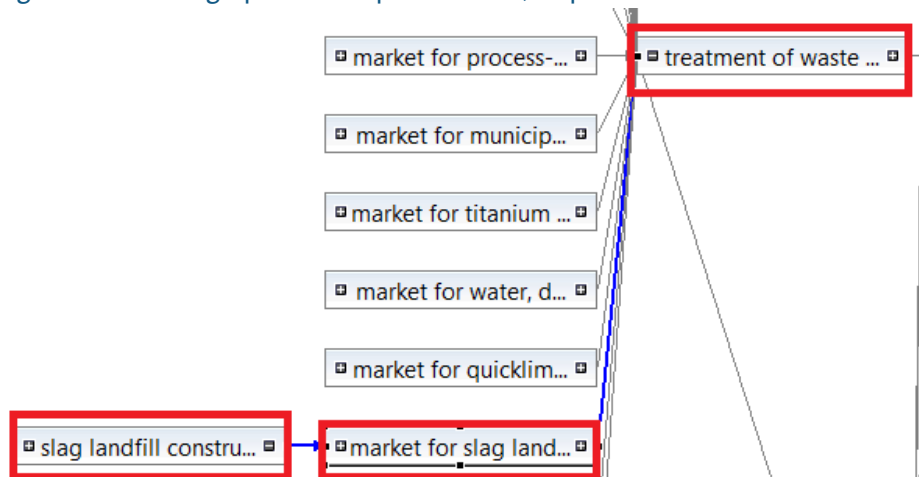 market for process-...
treatment of waste ...
market for municip...
market for titanium ...
market for water, d...
market for quicklim...
slag landfill constru...
market for slag land...